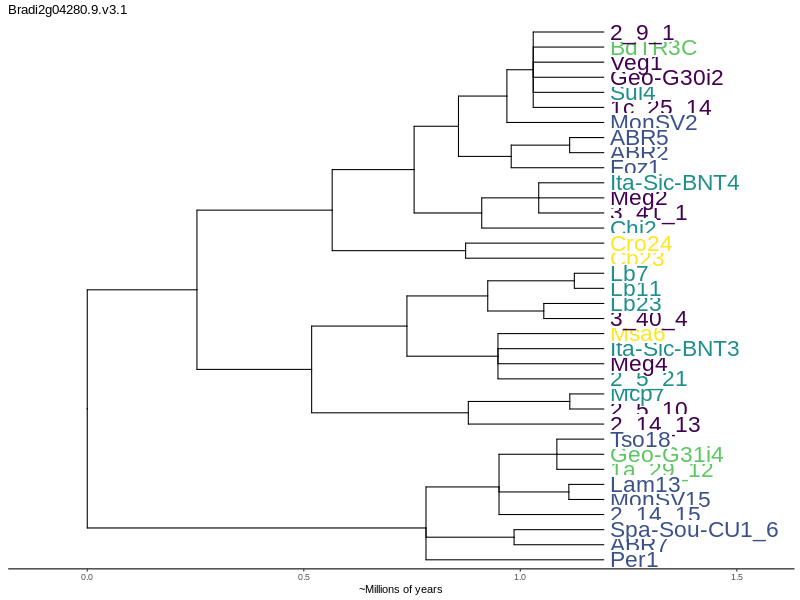 Bradi2g04280.9.v3.1
2_9_1
BdTR3C
Veg1
Geo-G30i2
Sul4
1c_25_14
MonSV2
ABR5
ABR2
Foz1
Ita-Sic-BNT4
Meg2
3_41_1
Chi2
Cro24
Lb7
Lb11
Lb23
3_40_4
Msa6
Ita-Sic-BNT3
Meg4
2_5_21
Mcp7
2_5_10
2_14_13
Tso18
Geo-G31i4
Ta_29_12
Lam13
MonSV15
2_14_15
Spa-Sou-CU1_6
ABR7
Per1
0.0 0.5 1.0 1.5
~Millions of years